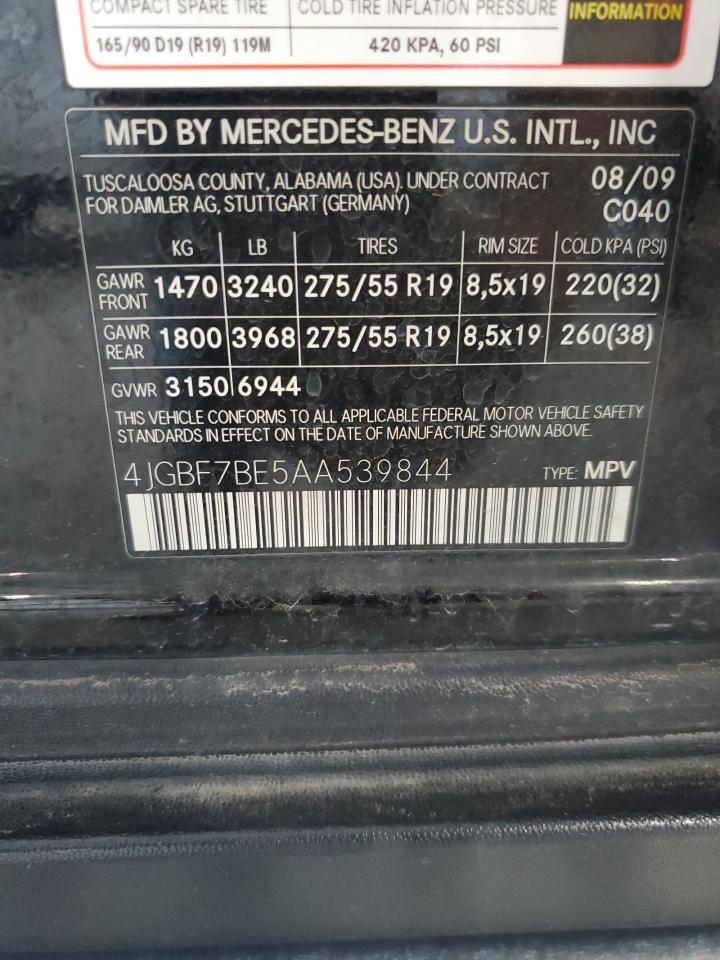 COMPACT SPARE TIRE COLD TIRE INFLATION PRESSURE INFORMATION
165/90 D19 (R19) 119M 420 KPA, 60 PSI
MFD BY MERCEDES-BENZ U.S. INTL., INC
TUSCALOOSA COUNTY, ALABAMA (USA). UNDER CONTRACT 08/09
FOR DAIMLER AG, STUTTGART (GERMANY) C040
KG LB TIRES RIM SIZE COLD KPA (PSI)
GAWR FRONT 1470 3240 275/55 R19 8,5x19 220(32)
GAWR REAR 1800 3968 275/55 R19 8,5x19 260(38)
GVWR 3150 6944
THIS VEHICLE CONFORMS TO ALL APPLICABLE FEDERAL MOTOR VEHICLE SAFETY
STANDARDS IN EFFECT ON THE DATE OF MANUFACTURE SHOWN ABOVE.
4JGBF7BE5AA539844 TYPE: MPV